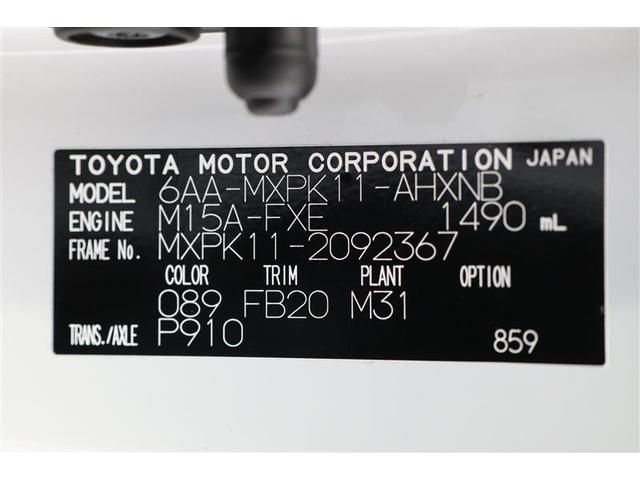 TOYOTA MOTOR CORPORATION JAPAN
MODEL 6AA-MXPK11-AHXNB
ENGINE M15A-FXE 1490 mL
FRAME No. MXPK11-2092367
COLOR TRIM PLANT OPTION
089 FB20 M31
TRANS./AXLE P910 859